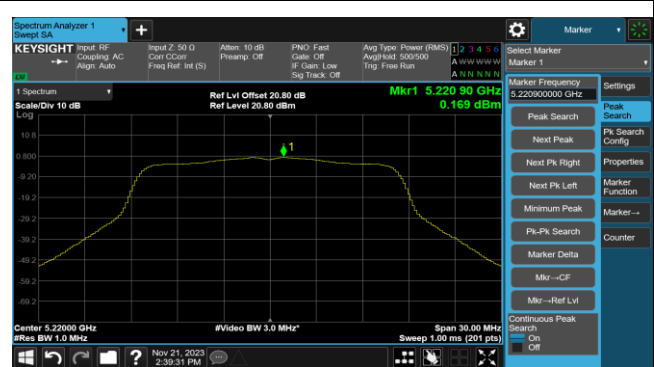 Spectrum Analyzer 1
Swept SA
Marker
KEYSIGHT
Input: RF
Coupling: AC
Align: Auto
Input Z: 50 Ω
Corr CCorr
Freq Ref: Int (S)
Atten: 10 dB
Preamp: Off
PNO: Fast
Gate: Off
IF Gain: Low
Sig Track: Off
Avg Type: Power (RMS)
Avg|Hold: 500/500
Trig: Free Run
1 2 3 4 5 6
A W W W W W
A N N N N N
LXI
Select Marker
Marker 1
1 Spectrum
Scale/Div 10 dB
Log
Ref Lvl Offset 20.80 dB
Ref Level 20.80 dBm
Mkr1 5.220 90 GHz
0.169 dBm
10.8
0.800
-9.20
-19.2
-29.2
-39.2
-49.2
-59.2
-69.2
1
Center 5.22000 GHz
#Res BW 1.0 MHz
#Video BW 3.0 MHz*
Span 30.00 MHz
Sweep 1.00 ms (201 pts)
Marker Frequency
5.220900000 GHz
Peak Search
Next Peak
Next Pk Right
Next Pk Left
Minimum Peak
Pk-Pk Search
Marker Delta
Mkr→CF
Mkr→Ref Lvl
Continuous Peak
Search
On
Off
Settings
Peak
Search
Pk Search
Config
Properties
Marker
Function
Marker→
Counter
?
Nov 21, 2023
2:39:31 PM